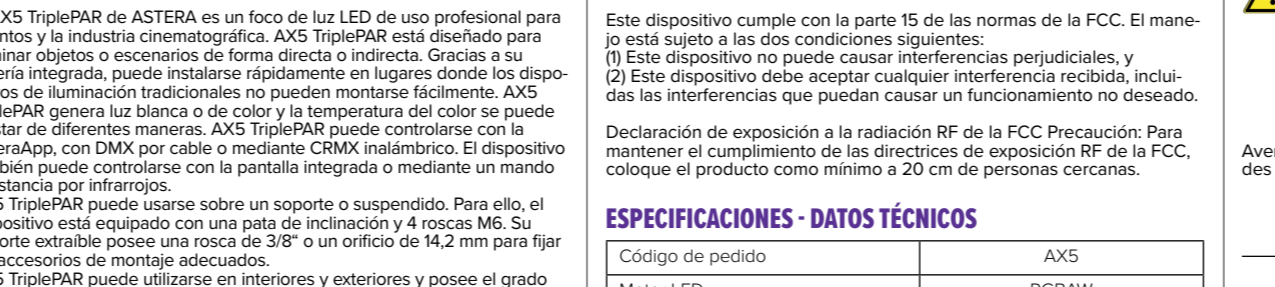 AX5 TriplePAR de ASTERA es un foco de luz LED de uso profesional para
ntos y la industria cinematográfica. AX5 TriplePAR está diseñado para
inar objetos o escenarios de forma directa o indirecta. Gracias a su
ería integrada, puede instalarse rápidamente en lugares donde los dispo-
os de iluminación tradicionales no pueden montarse fácilmente. AX5
lePAR genera luz blanca o de color y la temperatura del color se puede
star de diferentes maneras. AX5 TriplePAR puede controlarse con la
eraApp, con DMX por cable o mediante CRMX inalámbrico. El dispositivo
bién puede controlarse con la pantalla integrada o mediante un mando
istancia por infrarrojos.
5 TriplePAR puede usarse sobre un soporte o suspendido. Para ello, el
positivo está equipado con una pata de inclinación y 4 roscas M6. Su
orte extraíble posee una rosca de 3/8“ o un orificio de 14,2 mm para fijar
accesorios de montaje adecuados.
5 TriplePAR puede utilizarse en interiores y exteriores y posee el grado
Este dispositivo cumple con la parte 15 de las normas de la FCC. El mane-
jo está sujeto a las dos condiciones siguientes:
(1) Este dispositivo no puede causar interferencias perjudiciales, y
(2) Este dispositivo debe aceptar cualquier interferencia recibida, inclui-
das las interferencias que puedan causar un funcionamiento no deseado.
Declaración de exposición a la radiación RF de la FCC Precaución: Para
mantener el cumplimiento de las directrices de exposición RF de la FCC,
coloque el producto como mínimo a 20 cm de personas cercanas.
ESPECIFICACIONES - DATOS TÉCNICOS
Código de pedido AX5
Motor LED RGBAW
Aver
des